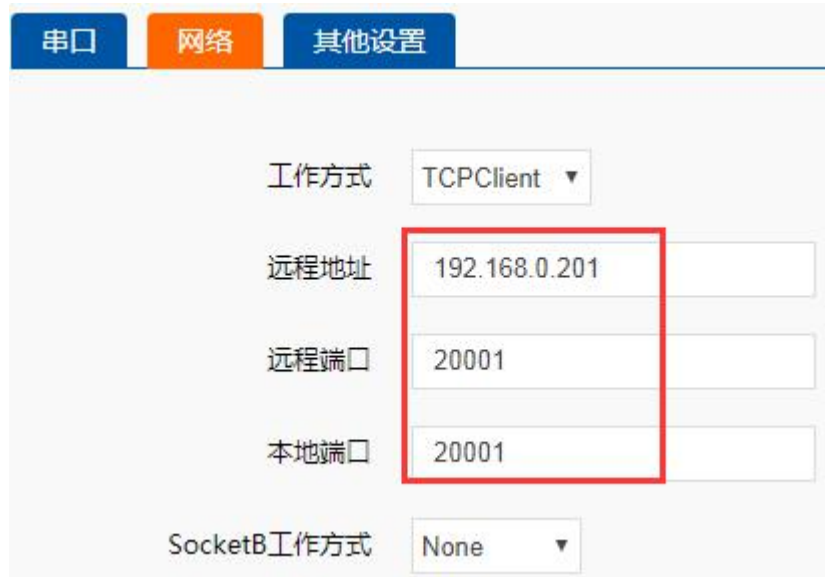 串口 网络 其他设置
工作方式 TCPClient
远程地址 192.168.0.201
远程端口 20001
本地端口 20001
SocketB工作方式 None